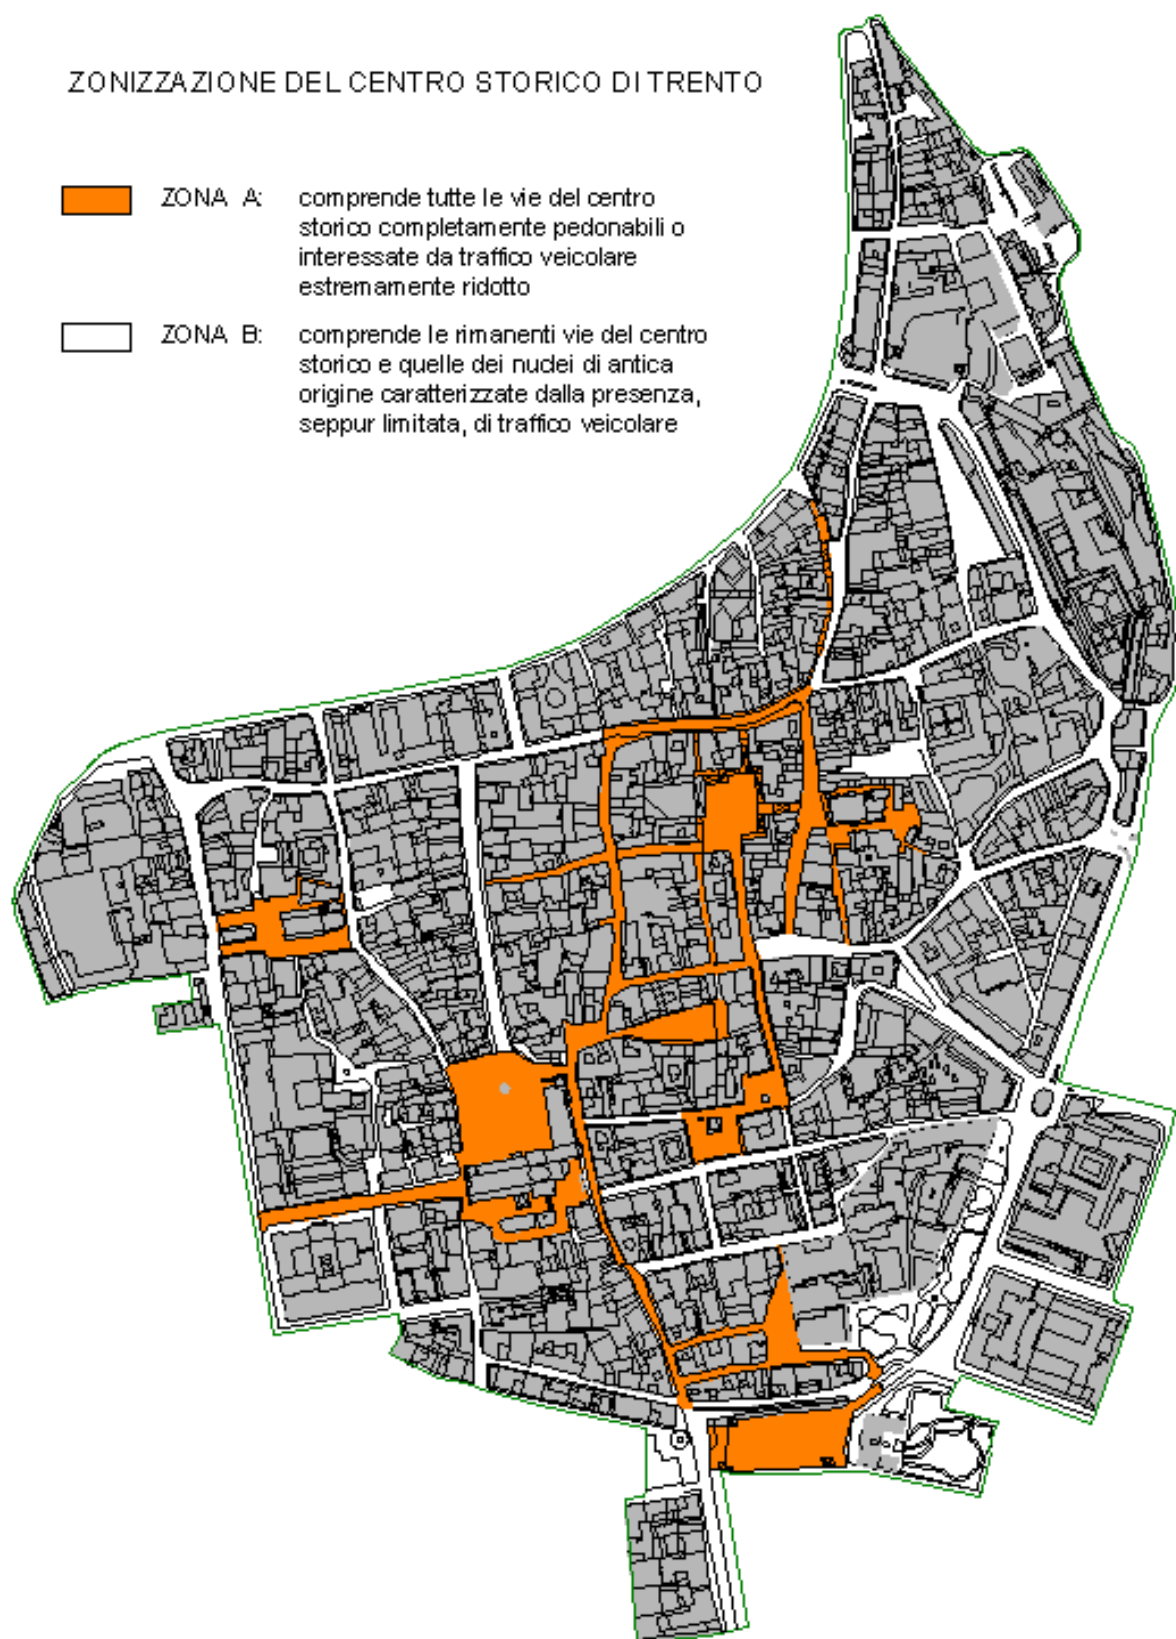 ZONIZZAZIONE DEL CENTRO STORICO DI TRENTO
ZONA A: comprende tutte le vie del centro
storico completamente pedonabili o
interessate da traffico veicolare
estremamente ridotto
ZONA B: comprende le rimanenti vie del centro
storico e quelle dei nuclei di antica
origine caratterizzate dalla presenza,
seppur limitata, di traffico veicolare